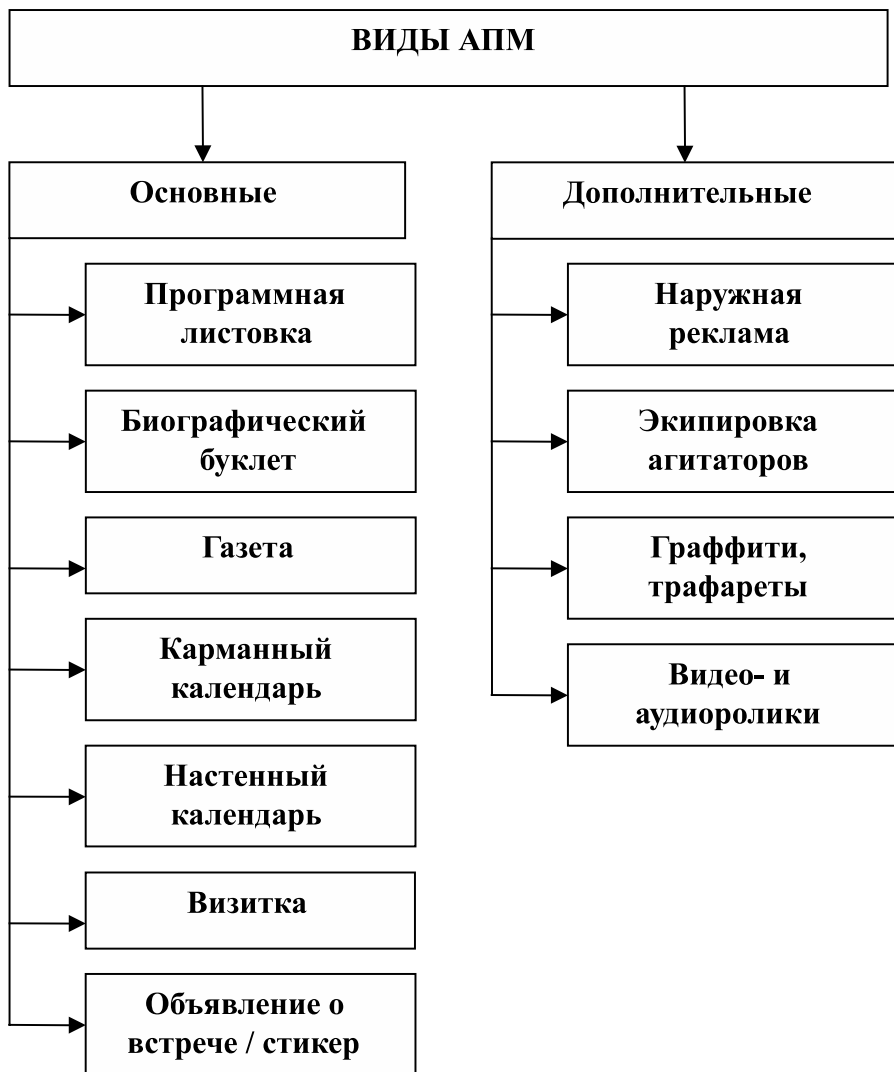 ВИДЫ АПМ
Основные
Программная
листовка
Биографический
буклет
Газета
Карманный
календарь
Настенный
календарь
Визитка
Объявление о
встрече / стикер
Дополнительные
Наружная
реклама
Экипировка
агитаторов
Граффити,
трафареты
Видео- и
аудиоролики